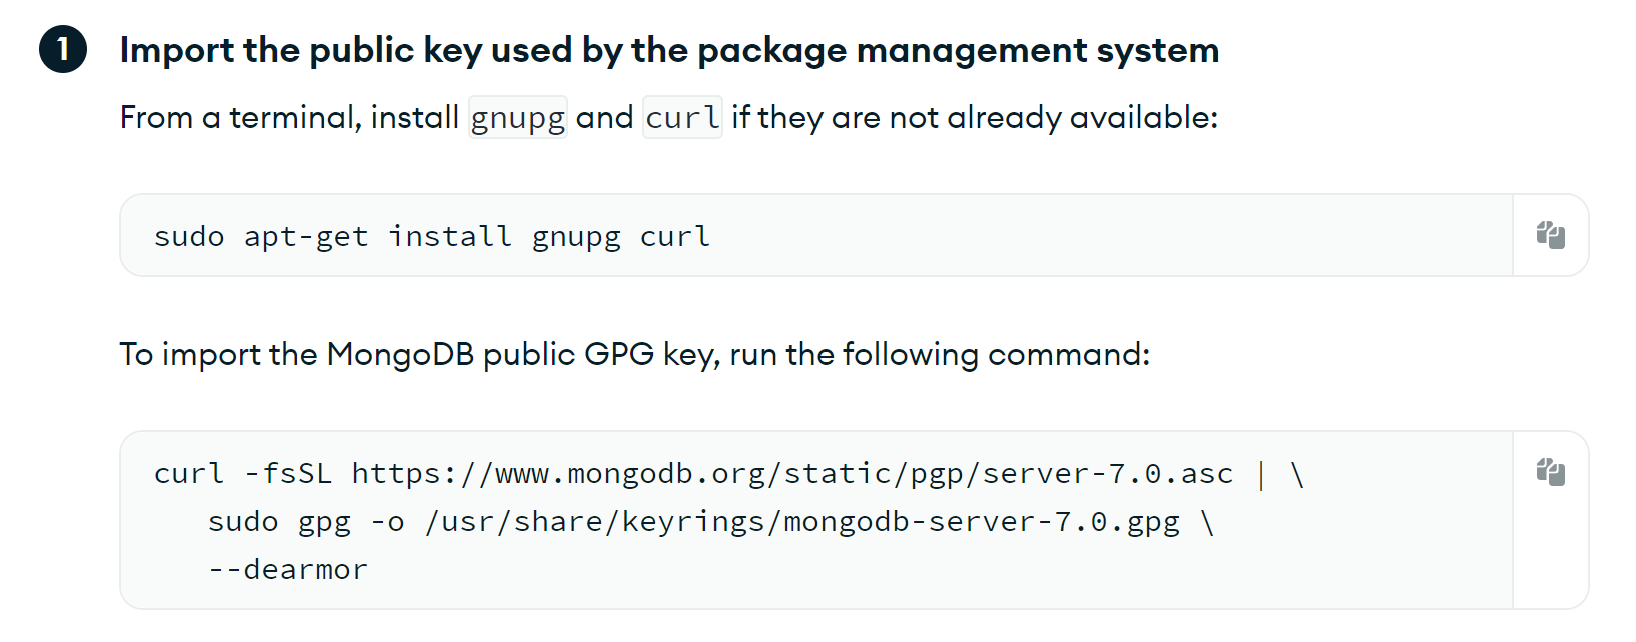 1 Import the public key used by the package management system
From a terminal, install gnupg and curl if they are not already available:
sudo apt-get install gnupg curl
To import the MongoDB public GPG key, run the following command:
curl -fsSL https://www.mongodb.org/static/pgp/server-7.0.asc | \
   sudo gpg -o /usr/share/keyrings/mongodb-server-7.0.gpg \
   --dearmor